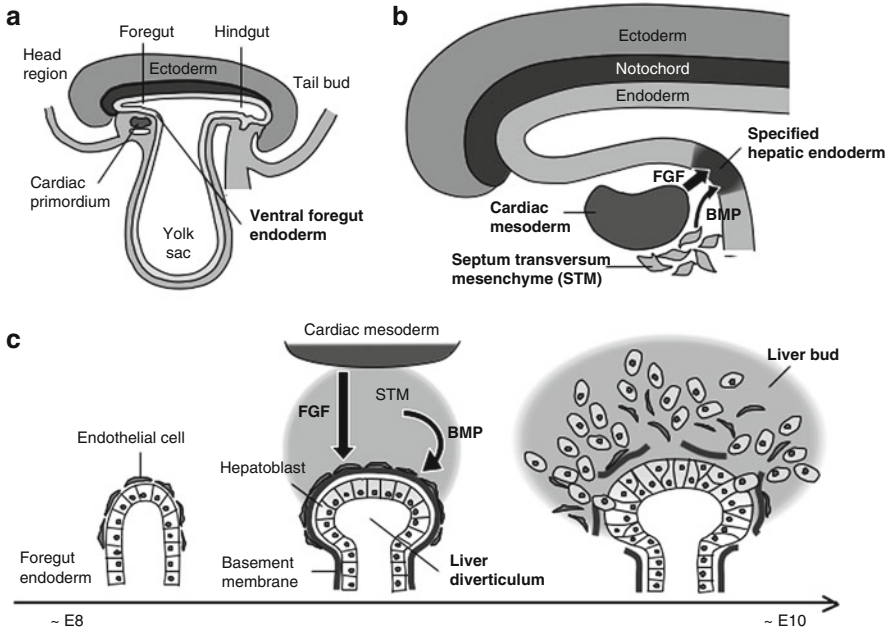 a
Foregut
Hindgut
Head
region
Ectoderm
Tail bud
Cardiac
primordium
Yolk
sac
Ventral foregut
endoderm
b
Ectoderm
Notochord
Endoderm
Specified
hepatic endoderm
FGF
Cardiac
mesoderm
BMP
Septum transversum
mesenchyme (STM)
c
Cardiac mesoderm
Liver bud
STM
FGF
BMP
Endothelial cell
Hepatoblast
Foregut
endoderm
Basement
membrane
Liver
diverticulum
~ E8
~ E10